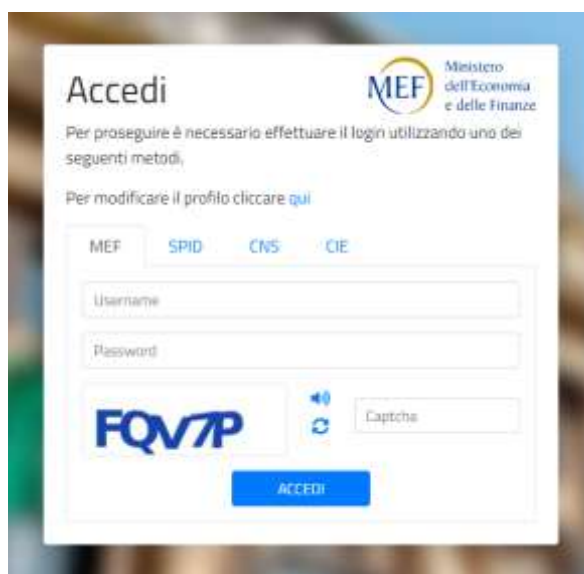 Accedi
MEF
Ministero
dell'Economia
e delle Finanze
Per proseguire è necessario effettuare il login utilizzando uno dei
seguenti metodi.
Per modificare il profilo cliccare qui
MEF SPID CNS CIE
Username
Password
FQV7P
Captcha
ACCEDI